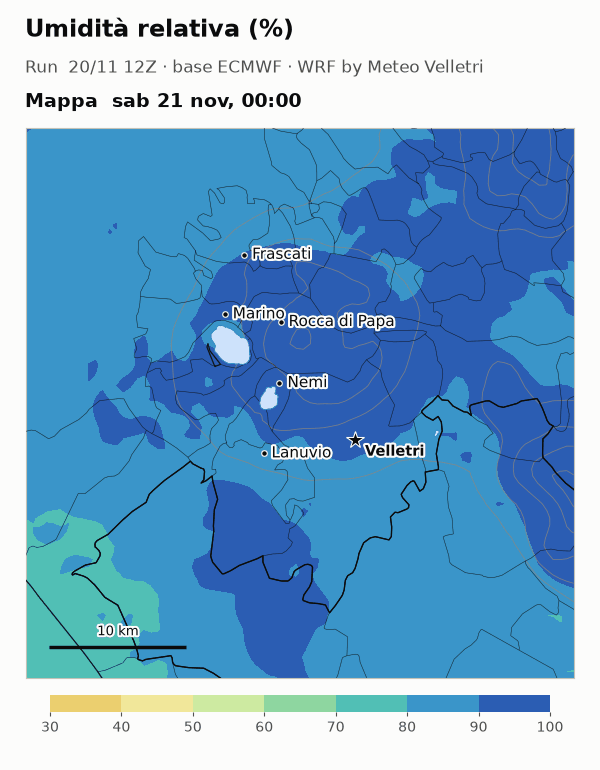 Umidità relativa (%)
Run  20/11 12Z · base ECMWF · WRF by Meteo Velletri
Mappa  sab 21 nov, 00:00
Frascati
Marino
Rocca di Papa
Nemi
Velletri
Lanuvio
10 km
30 40 50 60 70 80 90 100